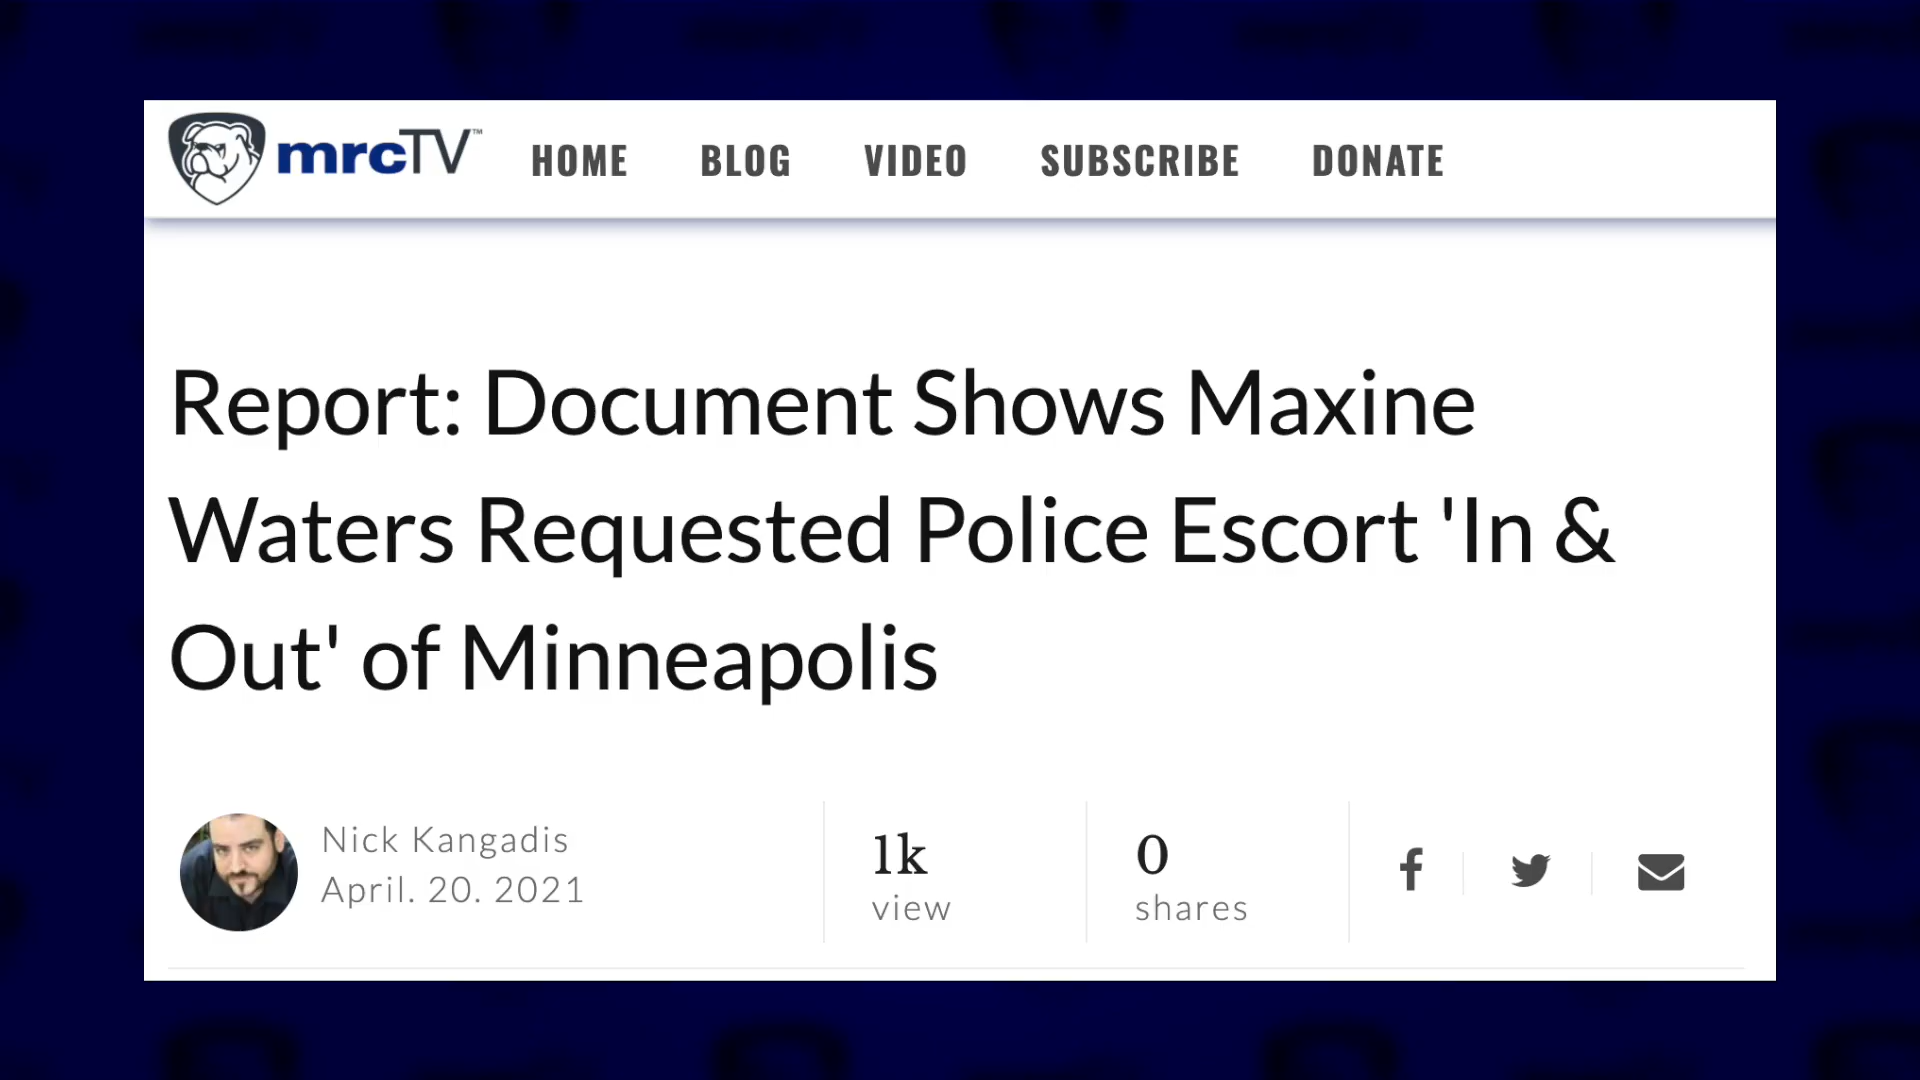 mrcTV™ HOME BLOG VIDEO SUBSCRIBE DONATE
Report: Document Shows Maxine
Waters Requested Police Escort 'In &
Out' of Minneapolis
Nick Kangadis
April. 20. 2021
1k
view
0
shares